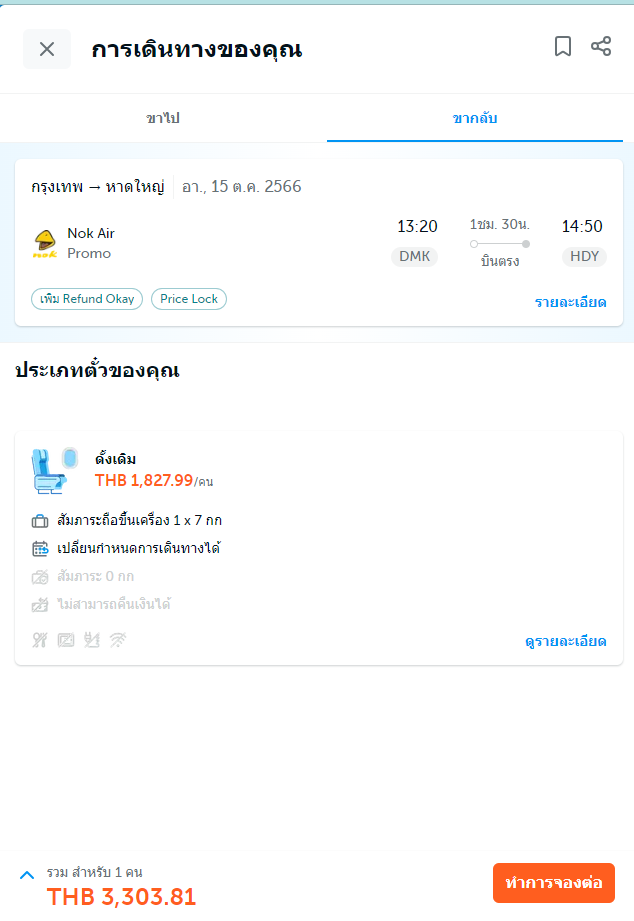 การเดินทางของคุณ
ขาไป ขากลับ
กรุงเทพ → หาดใหญ่ อา., 15 ต.ค. 2566
Nok Air
Promo
nok
13:20 1ชม. 30น. 14:50
DMK บินตรง HDY
เพิ่ม Refund Okay Price Lock รายละเอียด
ประเภทตั๋วของคุณ
ดั้งเดิม
THB 1,827.99/คน
สัมภาระถือขึ้นเครื่อง 1 x 7 กก
เปลี่ยนกำหนดการเดินทางได้
สัมภาระ 0 กก
ไม่สามารถคืนเงินได้
ดูรายละเอียด
รวม สำหรับ 1 คน
THB 3,303.81
ทำการจองต่อ